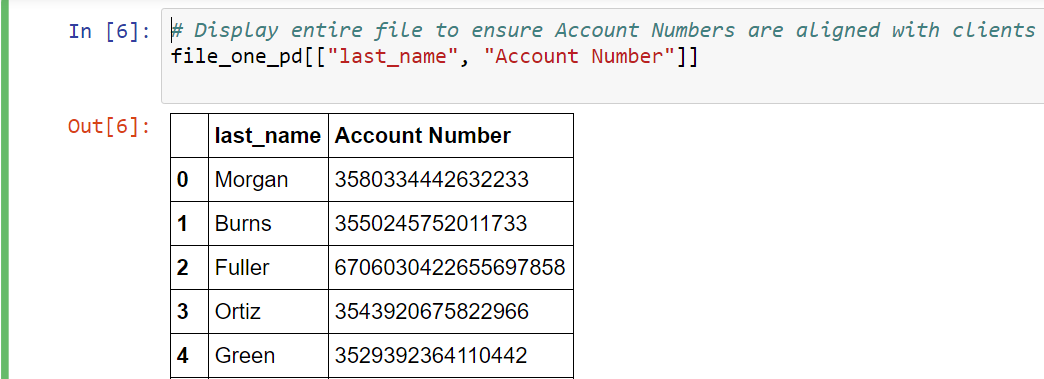 In [6]: # Display entire file to ensure Account Numbers are aligned with clients
file_one_pd[["last_name", "Account Number"]]
Out[6]:
last_name Account Number
0 Morgan 3580334442632233
1 Burns 3550245752011733
2 Fuller 6706030422655697858
3 Ortiz 3543920675822966
4 Green 3529392364110442